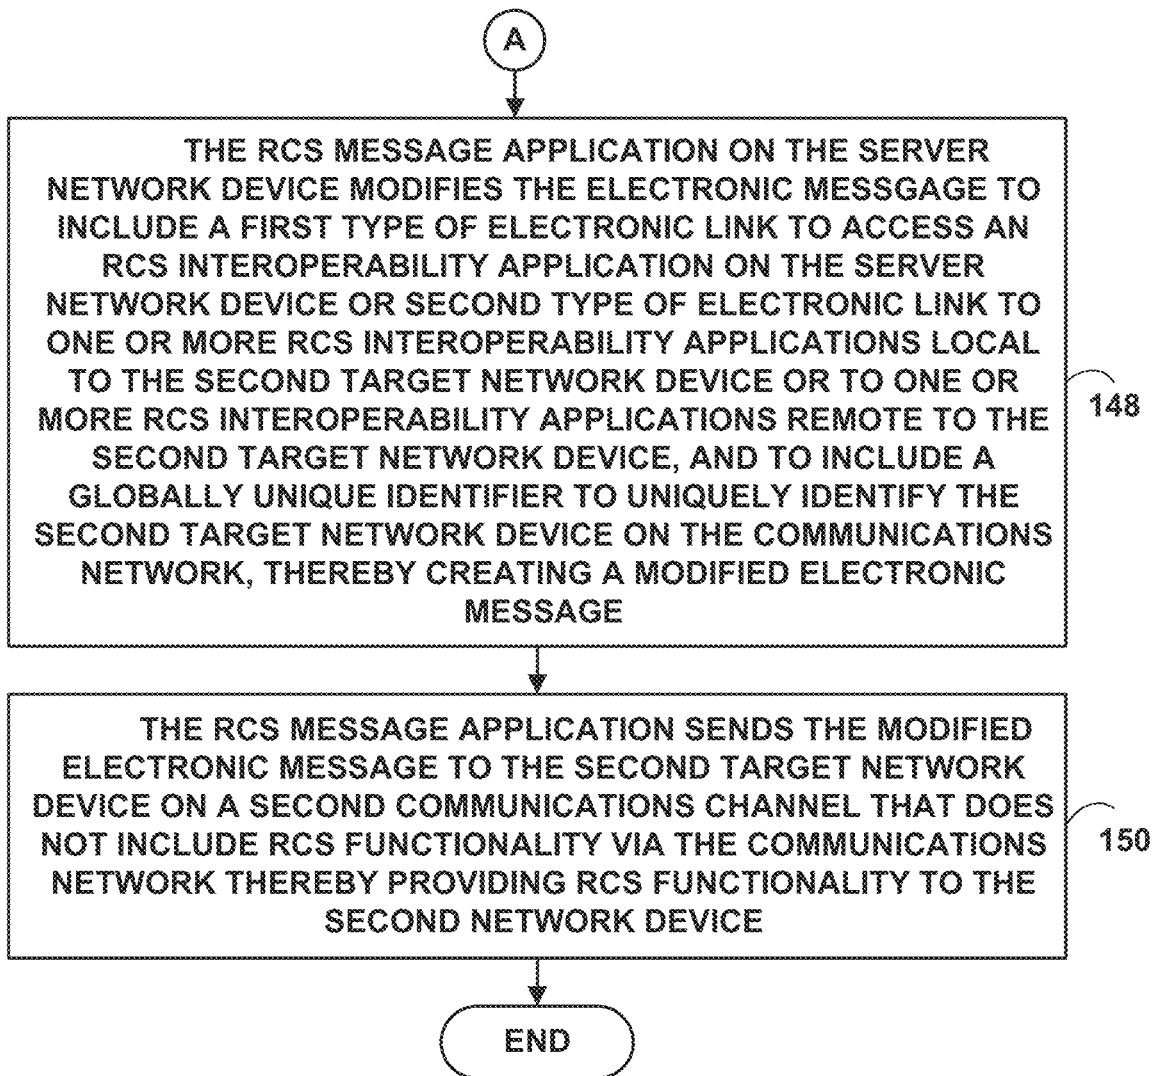 A
THE RCS MESSAGE APPLICATION ON THE SERVER
NETWORK DEVICE MODIFIES THE ELECTRONIC MESSGAGE TO
INCLUDE A FIRST TYPE OF ELECTRONIC LINK TO ACCESS AN
RCS INTEROPERABILITY APPLICATION ON THE SERVER
NETWORK DEVICE OR SECOND TYPE OF ELECTRONIC LINK TO
ONE OR MORE RCS INTEROPERABILITY APPLICATIONS LOCAL
TO THE SECOND TARGET NETWORK DEVICE OR TO ONE OR
MORE RCS INTEROPERABILITY APPLICATIONS REMOTE TO THE
SECOND TARGET NETWORK DEVICE, AND TO INCLUDE A
GLOBALLY UNIQUE IDENTIFIER TO UNIQUELY IDENTIFY THE
SECOND TARGET NETWORK DEVICE ON THE COMMUNICATIONS
NETWORK, THEREBY CREATING A MODIFIED ELECTRONIC
MESSAGE
148
THE RCS MESSAGE APPLICATION SENDS THE MODIFIED
ELECTRONIC MESSAGE TO THE SECOND TARGET NETWORK
DEVICE ON A SECOND COMMUNICATIONS CHANNEL THAT DOES
NOT INCLUDE RCS FUNCTIONALITY VIA THE COMMUNICATIONS
NETWORK THEREBY PROVIDING RCS FUNCTIONALITY TO THE
SECOND NETWORK DEVICE
150
END